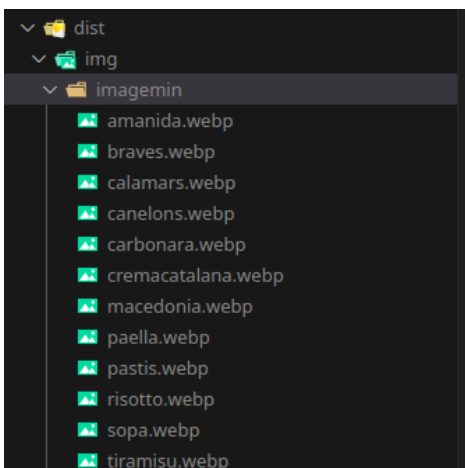 dist
img
imagemin
amanida.webp
braves.webp
calamars.webp
canelons.webp
carbonara.webp
cremacatalana.webp
macedonia.webp
paella.webp
pastis.webp
risotto.webp
sopa.webp
tiramisu.webp